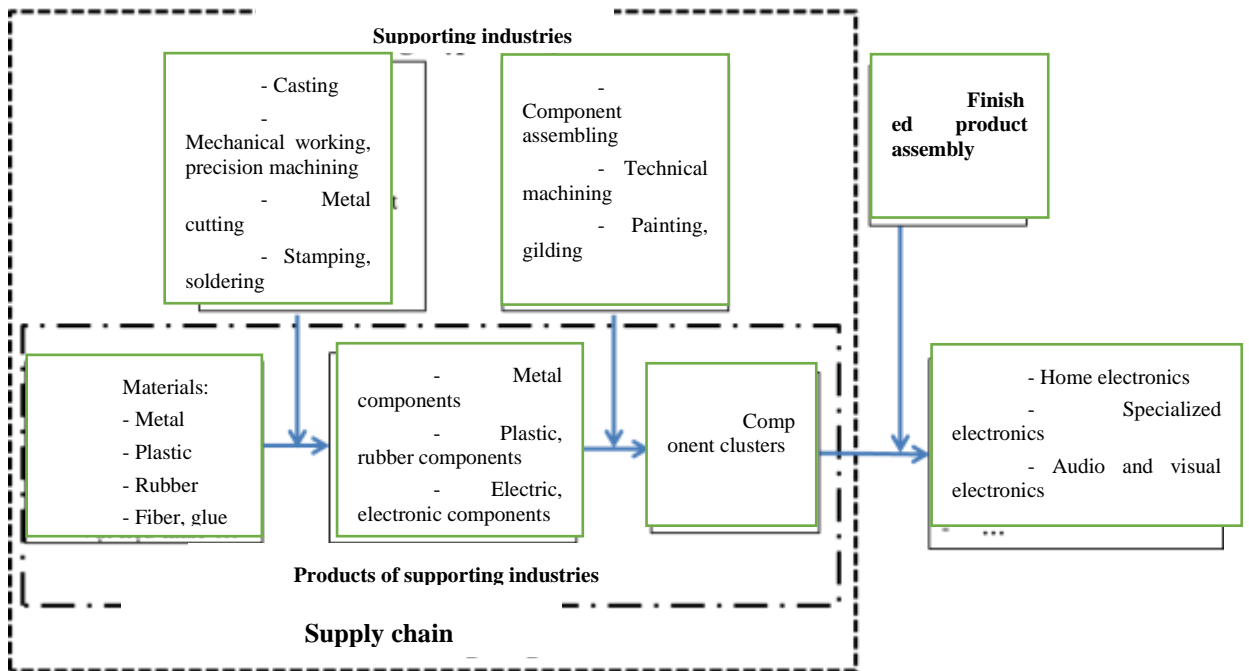 Supporting industries
- Casting
-
Mechanical working,
precision machining
- Metal
cutting
- Stamping,
soldering
-
Component
assembling
- Technical
machining
- Painting,
gilding
Finish
ed product
assembly
Materials:
- Metal
- Plastic
- Rubber
- Fiber, glue
- Metal
components
- Plastic,
rubber components
- Electric,
electronic components
Comp
onent clusters
- Home electronics
- Specialized
electronics
- Audio and visual
electronics
- ...
Products of supporting industries
Supply chain